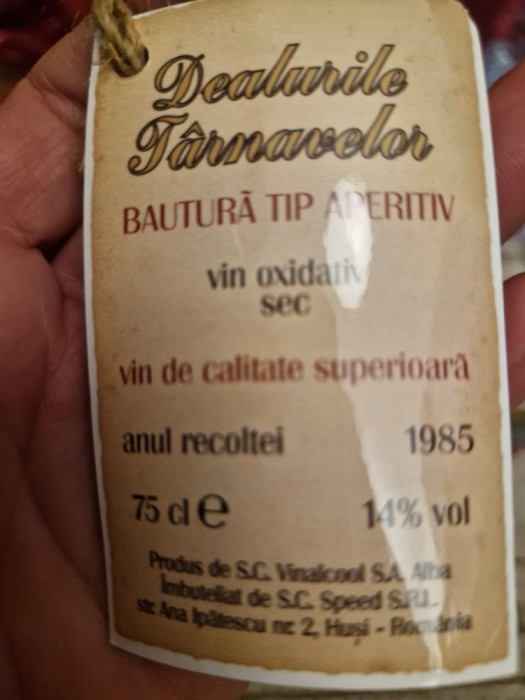 Dealurile
Târnavelor
BAUTURĂ TIP APERITIV
vin oxidativ
sec
vin de calitate superioară
anul recoltei 1985
75 cl e 14% vol
Produs de S.C. Vinalcool S.A. Alba
Îmbuteliat de S.C. Speed S.R.L.
str. Ana Ipătescu nr. 2, Huși - România